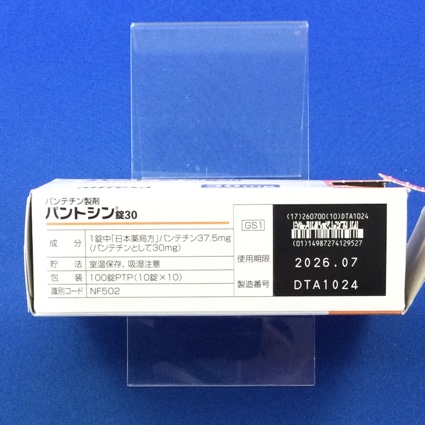 パンテチン製剤
パントシン®錠30
成 分 1錠中「日本薬局方」パンテチン37.5mg
(パンテチンとして30mg)
貯 法 室温保存、吸湿注意
包 装 100錠PTP(10錠×10)
識別コード NF502
GS1
使用期限
製造番号
(17)260700(10)DTA1024
(01)14987274129527
2026.07
DTA1024